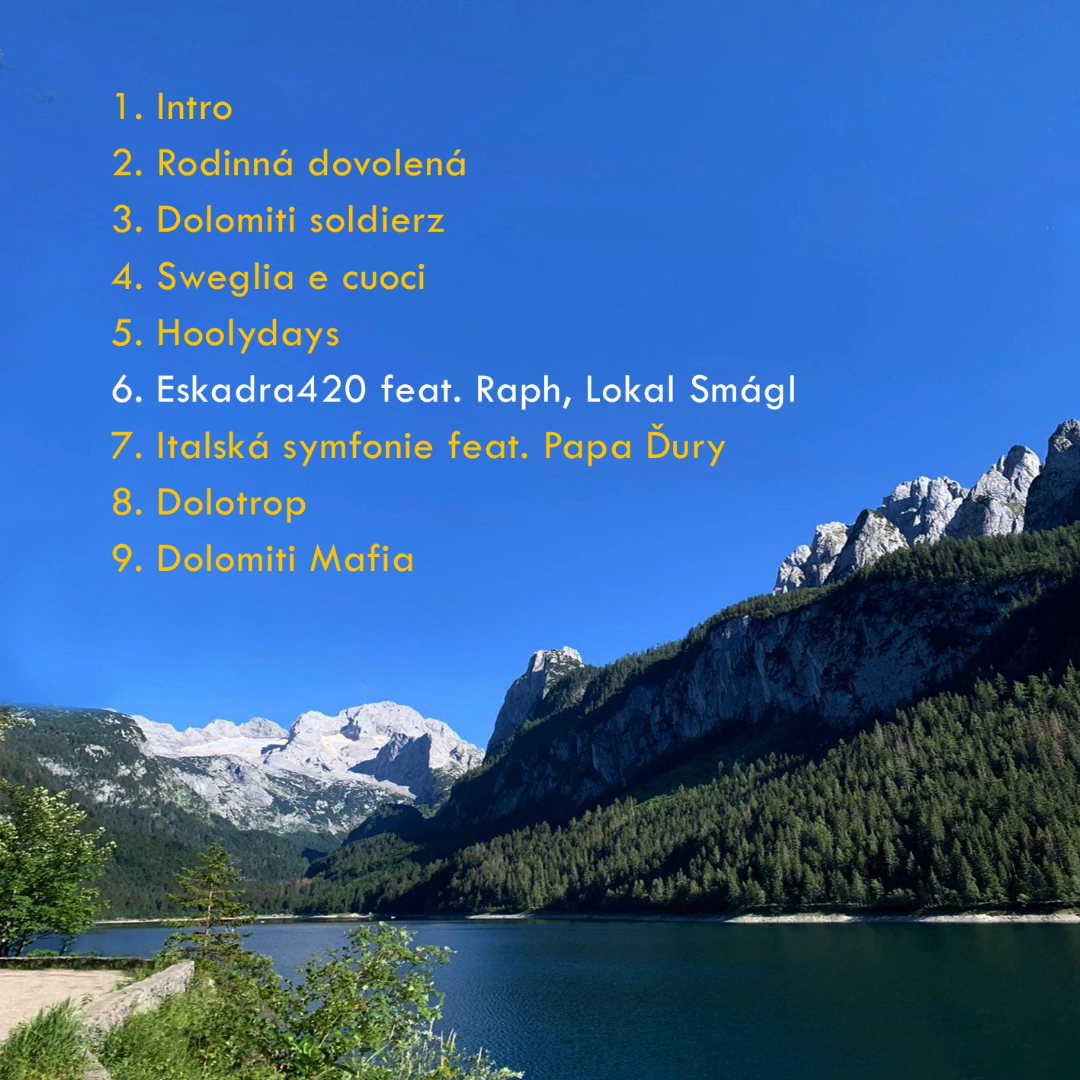 1. Intro
2. Rodinná dovolená
3. Dolomiti soldierz
4. Sweglia e cuoci
5. Hoolydays
6. Eskadra420 feat. Raph, Lokal Smágl
7. Italská symfonie feat. Papa Ďury
8. Dolotrop
9. Dolomiti Mafia